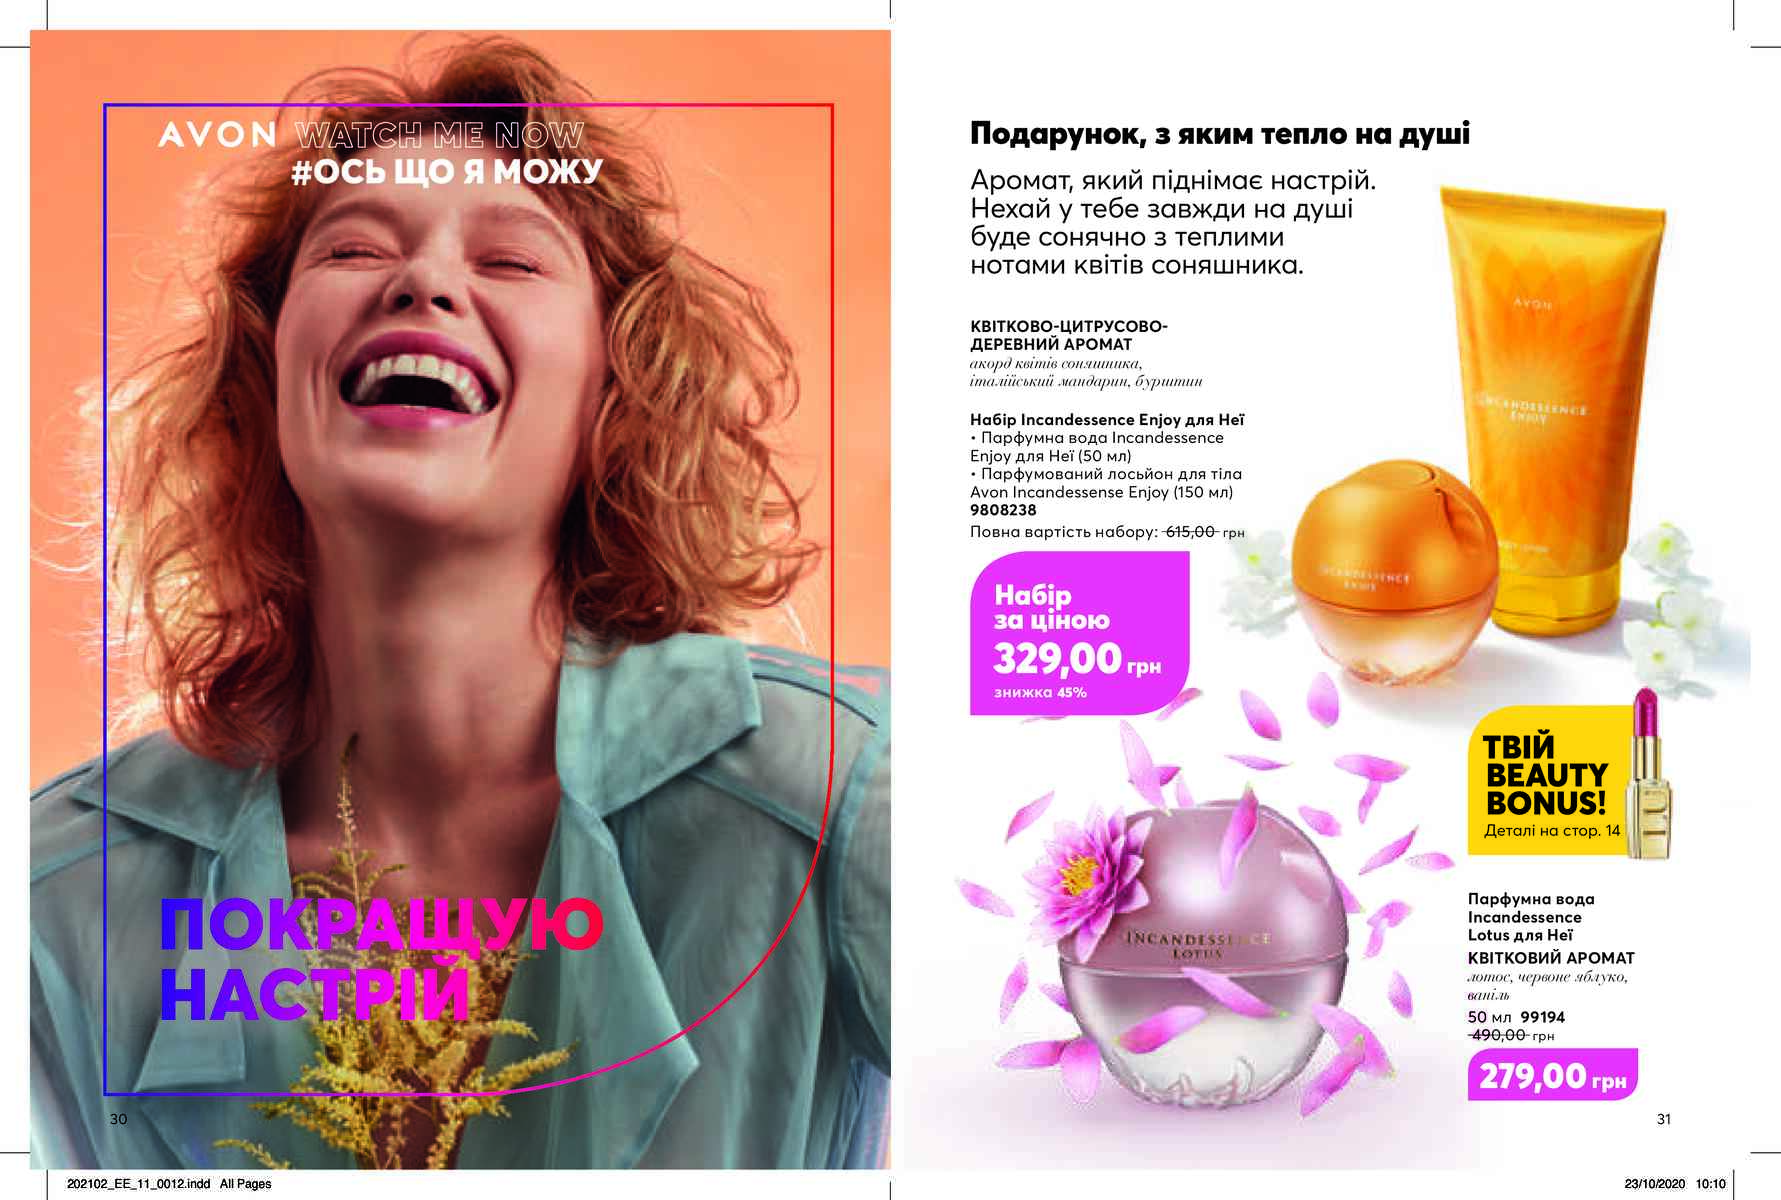 AVON WATCH ME NOW
#ОСЬ ЩО Я МОЖУ
ПОКРАЩУЮ
НАСТРІЙ
30
Подарунок, з яким тепло на душі
Аромат, який піднімає настрій.
Нехай у тебе завжди на душі
буде сонячно з теплими
нотами квітів соняшника.
КВІТКОВО-ЦИТРУСОВО-
ДЕРЕВНИЙ АРОМАТ
акорд квітів соняшника,
італійський мандарин, бурштин
Набір Incandessence Enjoy для Неї
• Парфумна вода Incandessence
Enjoy для Неї (50 мл)
• Парфумований лосьйон для тіла
Avon Incandessense Enjoy (150 мл)
9808238
Повна вартість набору: 615,00 грн
Набір
за ціною
329,00 грн
знижка 45%
AVON
INCANDESSENCE
ENJOY
INCANDESSENCE
ENJOY
ТВІЙ
BEAUTY
BONUS!
Деталі на стор. 14
INCANDESSENCE
LOTUS
Парфумна вода
Incandessence
Lotus для Неї
КВІТКОВИЙ АРОМАТ
лотос, червоне яблуко,
ваніль
50 мл 99194
490,00 грн
279,00 грн
31
202102_EE_11_0012.indd All Pages
23/10/2020 10:10